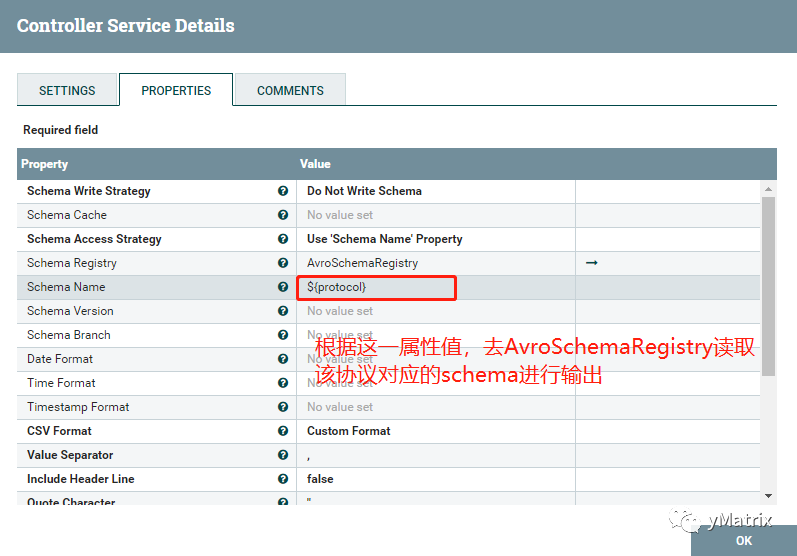 Controller Service Details
SETTINGS PROPERTIES COMMENTS
Required field
Property Value
Schema Write Strategy Do Not Write Schema
Schema Cache No value set
Schema Access Strategy Use 'Schema Name' Property
Schema Registry AvroSchemaRegistry
Schema Name ${protocol}
Schema Version No value set
Schema Branch No value set
根据这一属性值，去AvroSchemaRegistry读取
Date Format No value set
该协议对应的schema进行输出
Time Format No value set
Timestamp Format No value set
CSV Format Custom Format
Value Separator ,
Include Header Line false
Quote Character "
yMatrix
OK